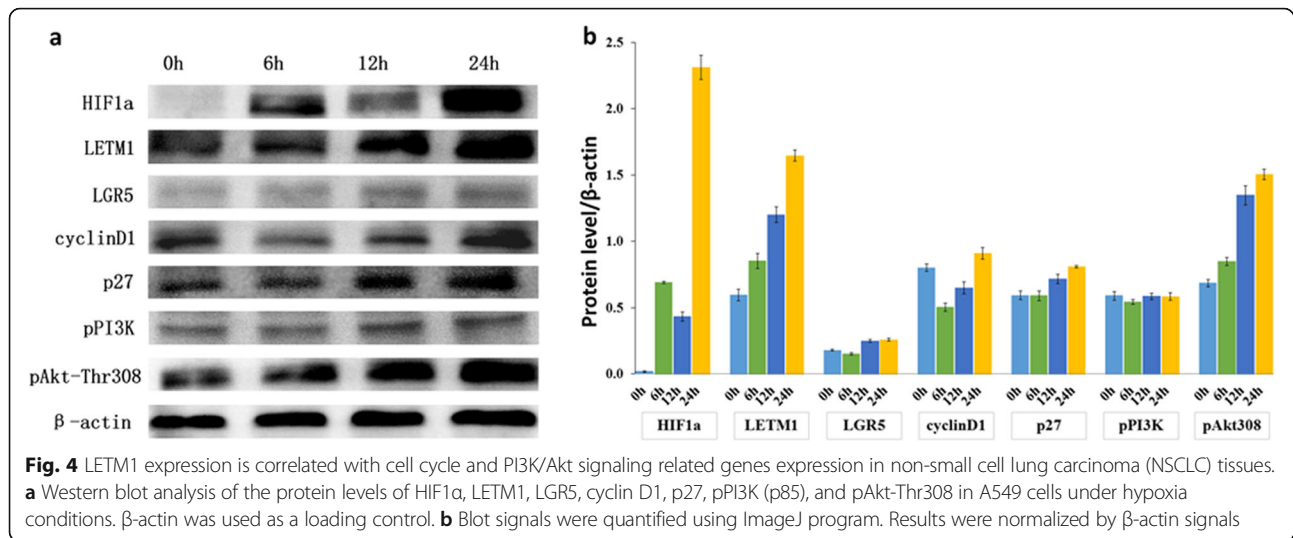 a
0h 6h 12h 24h
HIF1a
LETM1
LGR5
cyclinD1
p27
pPI3K
pAkt-Thr308
β-actin
b
Protein level/β-actin
2.5
2.0
1.5
1.0
0.5
0.0
0h 6h 12h 24h 0h 6h 12h 24h 0h 6h 12h 24h 0h 6h 12h 24h 0h 6h 12h 24h 0h 6h 12h 24h 0h 6h 12h 24h
HIF1a LETM1 LGR5 cyclinD1 p27 pPI3K pAkt308
Fig. 4 LETM1 expression is correlated with cell cycle and PI3K/Akt signaling related genes expression in non-small cell lung carcinoma (NSCLC) tissues.
a Western blot analysis of the protein levels of HIF1α, LETM1, LGR5, cyclin D1, p27, pPI3K (p85), and pAkt-Thr308 in A549 cells under hypoxia
conditions. β-actin was used as a loading control. b Blot signals were quantified using ImageJ program. Results were normalized by β-actin signals